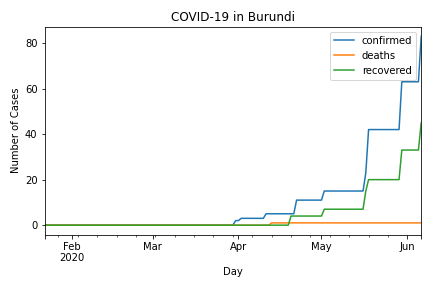 COVID-19 in Burundi
confirmed
deaths
recovered
80
60
40
20
0
Number of Cases
Feb
2020
Mar
Apr
May
Jun
Day